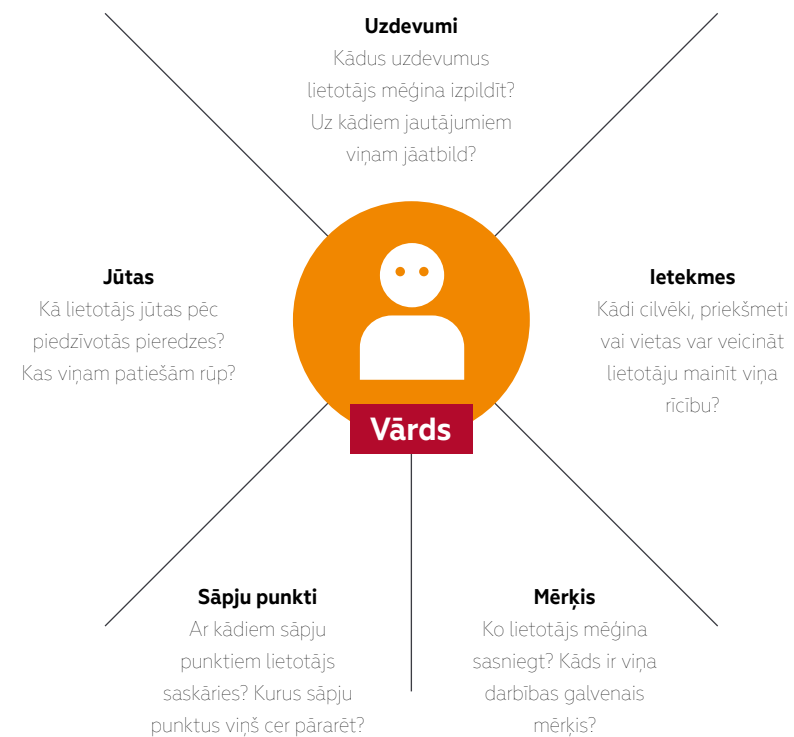 Uzdevumi
Kādus uzdevumus
lietotājs mēģina izpildīt?
Uz kādiem jautājumiem
viņam jāatbild?
Jūtas
Kā lietotājs jūtas pēc
piedzīvotās pieredzes?
Kas viņam patiešām rūp?
Ietekmes
Kādi cilvēki, priekšmeti
vai vietas var veicināt
lietotāju mainīt viņa
rīcību?
Vārds
Sāpju punkti
Ar kādiem sāpju
punktiem lietotājs
saskāries? Kurus sāpju
punktus viņš cer pārarēt?
Mērķis
Ko lietotājs mēģina
sasniegt? Kāds ir viņa
darbības galvenais
mērķis?